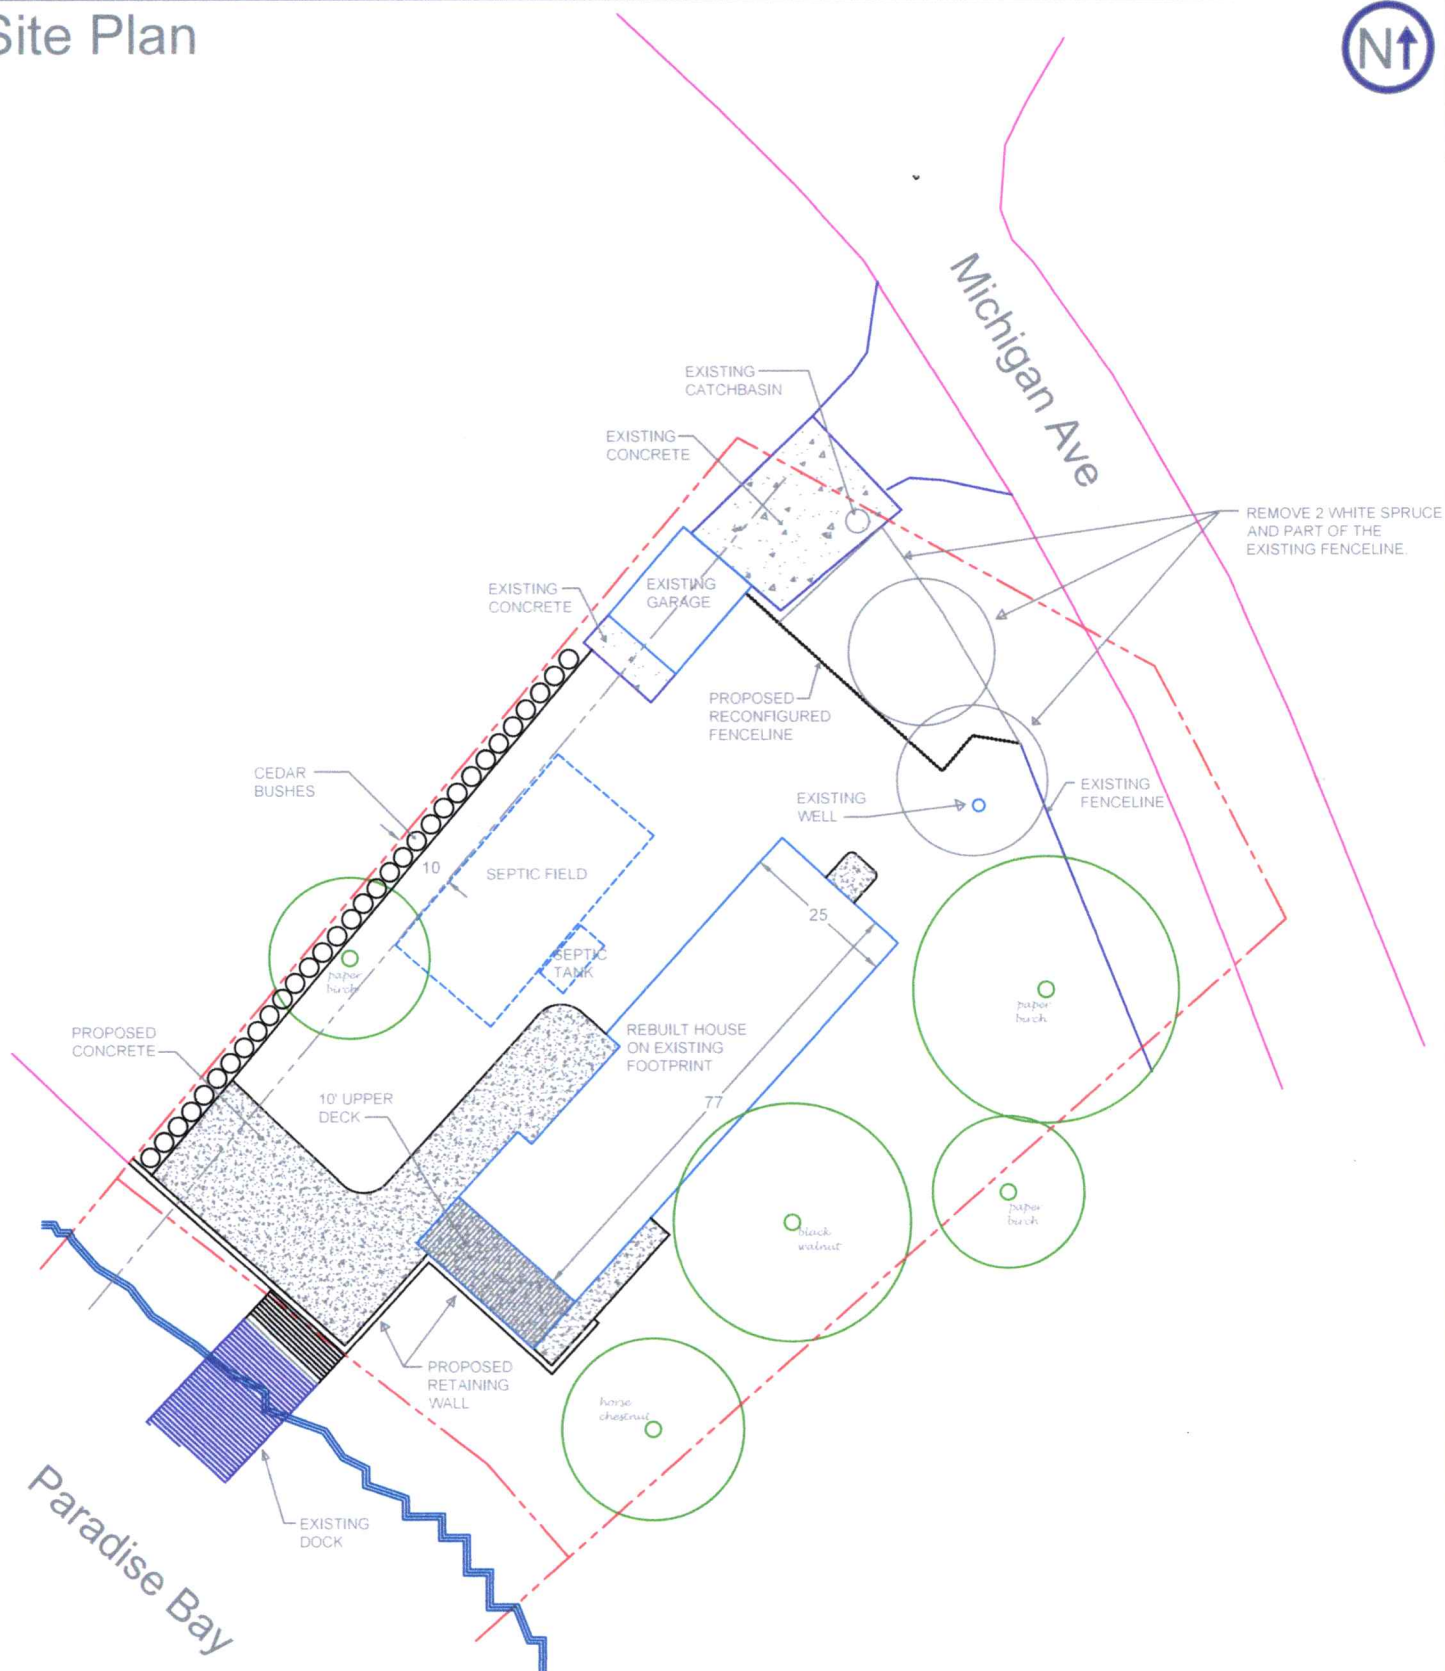 Site Plan
N
Michigan Ave
EXISTING
CATCHBASIN
EXISTING
CONCRETE
REMOVE 2 WHITE SPRUCE
AND PART OF THE
EXISTING FENCELINE.
EXISTING
CONCRETE
EXISTING
GARAGE
PROPOSED
RECONFIGURED
FENCELINE
CEDAR
BUSHES
EXISTING
WELL
EXISTING
FENCELINE
10
SEPTIC FIELD
25
SEPTIC
TANK
paper
birch
paper
birch
PROPOSED
CONCRETE
REBUILT HOUSE
ON EXISTING
FOOTPRINT
10' UPPER
DECK
77
paper
birch
black
walnut
PROPOSED
RETAINING
WALL
horse
chestnut
EXISTING
DOCK
Paradise Bay